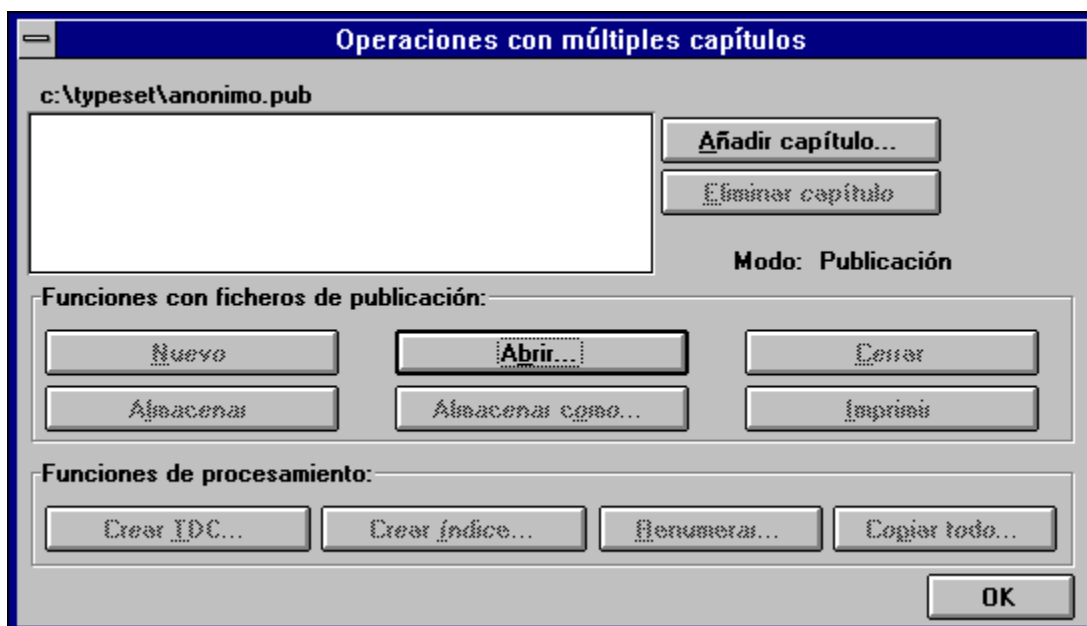 Operaciones con múltiples capítulos
c:\typeset\anonimo.pub
Añadir capítulo...
Eliminar capítulo
Modo: Publicación
Funciones con ficheros de publicación:
Nuevo Abrir... Cerrar
Almacenar Almacenar como... Imprimir
Funciones de procesamiento:
Crear TDC... Crear índice... Renumerar... Copiar todo...
OK